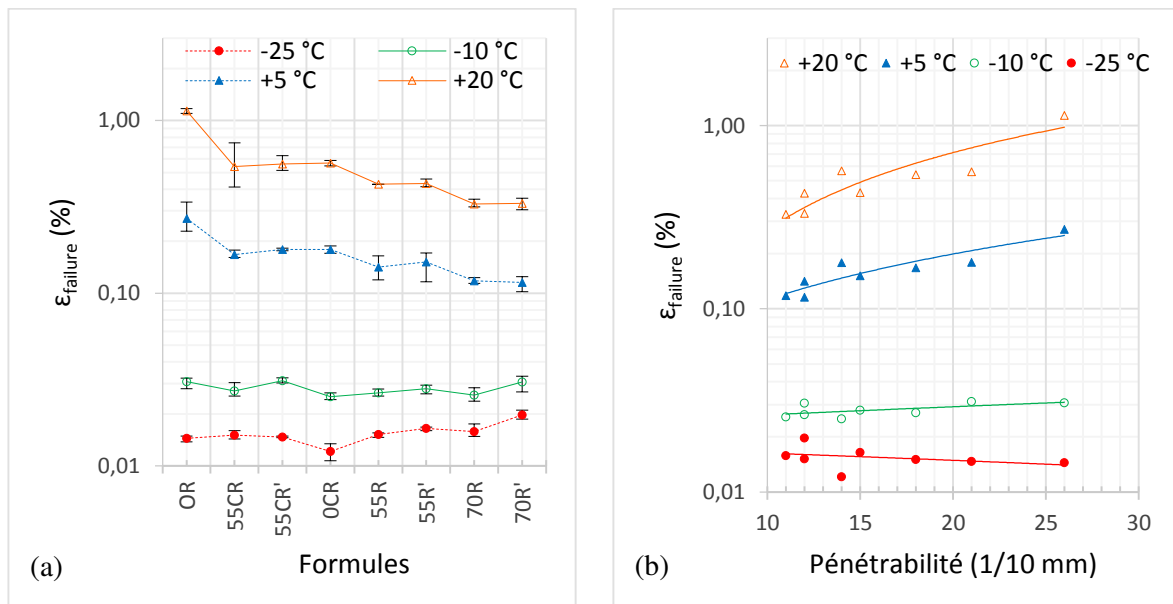 -25 °C
-10 °C
+5 °C
+20 °C
1,00
0,10
0,01
ε failure (%)
OR
55CR
55CR'
0CR
55R
55R'
70R
70R'
Formules
(a)
+20 °C
+5 °C
-10 °C
-25 °C
1,00
0,10
0,01
ε failure (%)
10
15
20
25
30
Pénétrabilité (1/10 mm)
(b)